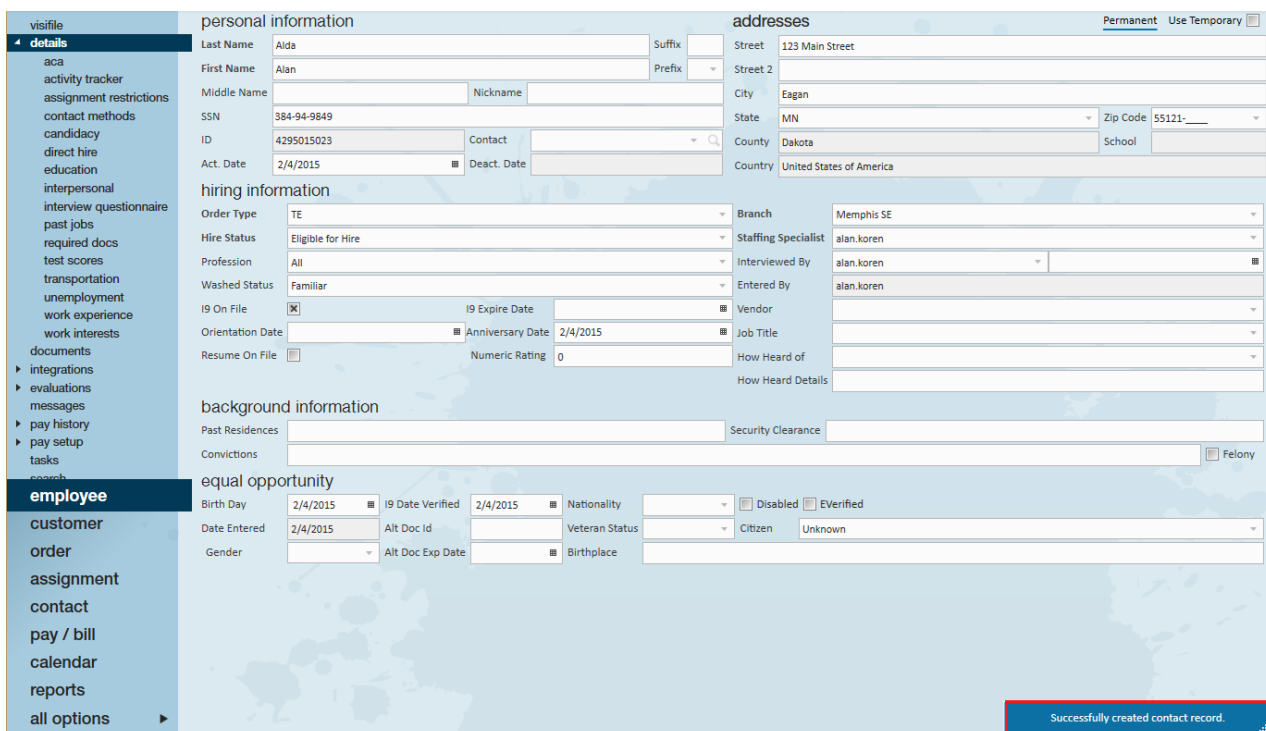 visifile
details
aca
activity tracker
assignment restrictions
contact methods
candidacy
direct hire
education
interpersonal
interview questionnaire
past jobs
required docs
test scores
transportation
unemployment
work experience
work interests
documents
integrations
evaluations
messages
pay history
pay setup
tasks
search
employee
customer
order
assignment
contact
pay / bill
calendar
reports
all options
personal information
Last Name Alda Suffix
First Name Alan Prefix
Middle Name Nickname
SSN 384-94-9849
ID 4295015023 Contact
Act. Date 2/4/2015 Deact. Date
addresses Permanent Use Temporary
Street 123 Main Street
Street 2
City Eagan
State MN Zip Code 55121-____
County Dakota School
Country United States of America
hiring information
Order Type TE Branch Memphis SE
Hire Status Eligible for Hire Staffing Specialist alan.koren
Profession All Interviewed By alan.koren
Washed Status Familiar Entered By alan.koren
I9 On File I9 Expire Date Vendor
Orientation Date Anniversary Date 2/4/2015 Job Title
Resume On File Numeric Rating 0 How Heard of
How Heard Details
background information
Past Residences Security Clearance
Convictions Felony
equal opportunity
Birth Day 2/4/2015 I9 Date Verified 2/4/2015 Nationality Disabled EVerified
Date Entered 2/4/2015 Alt Doc Id Veteran Status Citizen Unknown
Gender Alt Doc Exp Date Birthplace
Successfully created contact record.